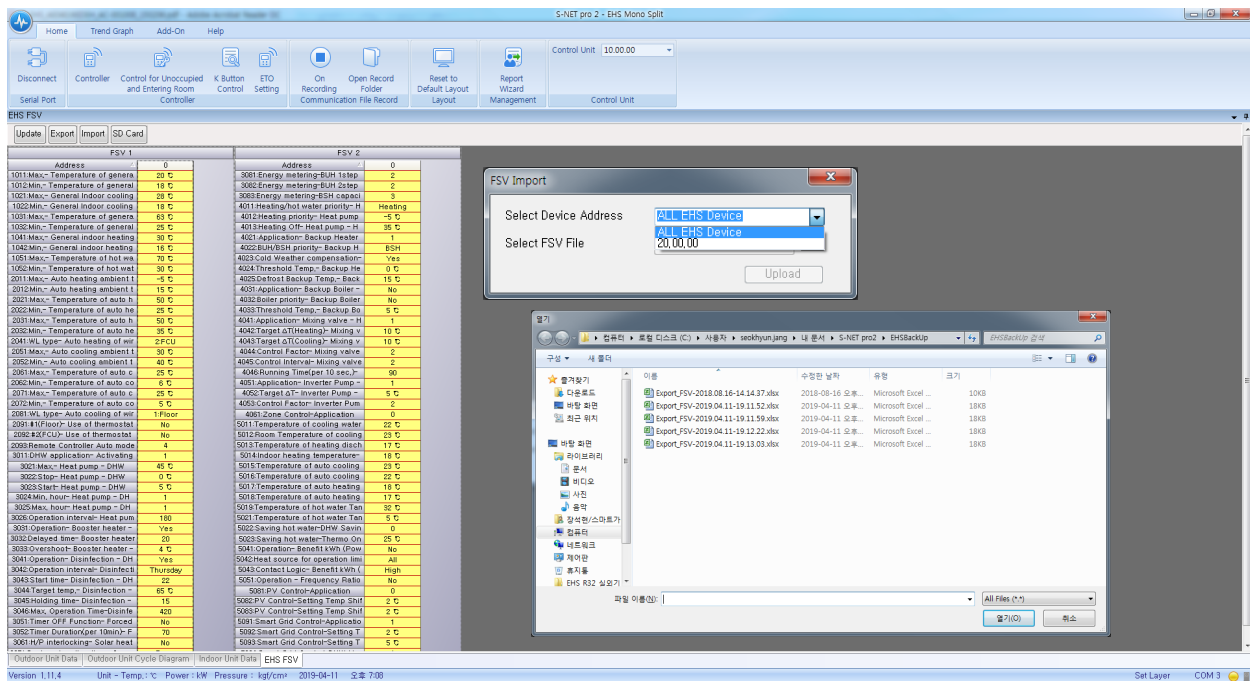 S-NET pro 2 - EHS Mono Split
Home Trend Graph Add-On Help
Disconnect Controller Control for Unoccupied and Entering Room K Button Control ETO Setting On Recording Open Record Folder Reset to Default Layout Report Wizard
Control Unit 10.00.00
Serial Port Controller Communication File Record Layout Management Control Unit
EHS FSV
Update Export Import SD Card
FSV 1 FSV 2
Address 0 Address 0
1011:Max,- Temperature of genera 20 ℃ 3081:Energy metering-BUH 1step 2
1012:Min,- Temperature of general 18 ℃ 3082:Energy metering-BUH 2step 2
1021:Max,- General Indoor cooling 28 ℃ 3083:Energy metering-BSH capaci 3
1022:Min,- General Indoor cooling 18 ℃ 4011:Heating/hot water priority- H Heating
1031:Max,- Temperature of genera 63 ℃ 4012:Heating priority- Heat pump -5 ℃
1032:Min,- Temperature of general 25 ℃ 4013:Heating Off- Heat pump - H 35 ℃
1041:Max,- General indoor heating 30 ℃ 4021:Application- Backup Heater 1
1042:Min,- General indoor heating 16 ℃ 4022:BUH/BSH priority- Backup H BSH
1051:Max,- Temperature of hot wa 70 ℃ 4023:Cold Weather compensation- Yes
1052:Min,- Temperature of hot wat 30 ℃ 4024:Threshold Temp,- Backup He 0 ℃
2011:Max,- Auto heating ambient t -5 ℃ 4025:Defrost Backup Temp,- Back 15 ℃
2012:Min,- Auto heating ambient t 15 ℃ 4031:Application- Backup Boiler - No
2021:Max,- Temperature of auto h 50 ℃ 4032:Boiler priority- Backup Boiler No
2022:Min,- Temperature of auto he 25 ℃ 4033:Threshold Temp,- Backup Bo 5 ℃
2031:Max,- Temperature of auto h 50 ℃ 4041:Application- Mixing valve - H 1
2032:Min,- Temperature of auto he 35 ℃ 4042:Target ΔT(Heating)- Mixing v 10 ℃
2041:WL type- Auto heating of wir 2:FCU 4043:Target ΔT(Cooling)- Mixing v 10 ℃
2051:Max,- Auto cooling ambient t 30 ℃ 4044:Control Factor- Mixing valve 2
2052:Min,- Auto cooling ambient t 40 ℃ 4045:Control Interval- Mixing valve 2
2061:Max,- Temperature of auto c 25 ℃ 4046:Running Time(per 10 sec,)- 90
2062:Min,- Temperature of auto co 6 ℃ 4051:Application- Inverter Pump - 1
2071:Max,- Temperature of auto c 25 ℃ 4052:Target ΔT- Inverter Pump - 5 ℃
2072:Min,- Temperature of auto co 5 ℃ 4053:Control Factor- Inverter Pum 2
2081:WL type- Auto cooling of wir 1:Floor 4061:Zone Control-Application 0
2091:#1(Floor)- Use of thermostat No 5011:Temperature of cooling water 22 ℃
2092:#2(FCU)- Use of thermostat No 5012:Room Temperature of cooling 23 ℃
2093:Remote Controller Auto mode 4 5013:Temperature of heating disch 17 ℃
3011:DHW application- Activating 1 5014:Indoor heating temperature- 18 ℃
3021:Max,- Heat pump - DHW 45 ℃ 5015:Temperature of auto cooling 23 ℃
3022:Stop- Heat pump - DHW 0 ℃ 5016:Temperature of auto cooling 22 ℃
3023:Start- Heat pump - DHW 5 ℃ 5017:Temperature of auto heating 18 ℃
3024:Min, hour- Heat pump - DH 1 5018:Temperature of auto heating 17 ℃
3025:Max, hour- Heat pump - DH 1 5019:Temperature of hot water Tan 32 ℃
3026:Operation interval- Heat pum 180 5021:Temperature of hot water Tan 5 ℃
3031:Operation- Booster heater - Yes 5022:Saving hot water-DHW Savin 0
3032:Delayed time- Booster heater 20 5023:Saving hot water-Thermo On 25 ℃
3033:Overshoot- Booster heater - 4 ℃ 5041:Operation- Benefit kWh (Pow No
3041:Operation- Disinfection - DH Yes 5042:Heat source for operation limi All
3042:Operation interval- Disinfecti Thursday 5043:Contact Logic- Benefit kWh ( High
3043:Start time- Disinfection - DH 22 5051:Operation - Frequency Ratio No
3044:Target temp,- Disinfection - 65 ℃ 5081:PV Control-Application 0
3045:Holding time- Disinfection - 15 5082:PV Control-Setting Temp Shif 2 ℃
3046:Max, Operation Time-Disinfe 420 5083:PV Control-Setting Temp Shif 2 ℃
3051:Timer OFF Function- Forced No 5091:Smart Grid Control-Applicatio 1
3052:Timer Duration(per 10min)- F 70 5092:Smart Grid Control-Setting T 2 ℃
3061:H/P interlocking- Solar heat No 5093:Smart Grid Control-Setting T 5 ℃
FSV Import
Select Device Address ALL EHS Device
ALL EHS Device
20,00,00
Select FSV File
Upload
열기
컴퓨터 로컬 디스크 (C:) 사용자 seokhyun.jang 내 문서 S-NET pro2 EHSBackUp EHSBackUp 검색
구성 새 폴더
이름 수정한 날짜 유형 크기
Export_FSV-2018.08.16-14.14.37.xlsx 2018-08-16 오후... Microsoft Excel ... 10KB
Export_FSV-2019.04.11-19.11.52.xlsx 2019-04-11 오후... Microsoft Excel ... 18KB
Export_FSV-2019.04.11-19.11.59.xlsx 2019-04-11 오후... Microsoft Excel ... 18KB
Export_FSV-2019.04.11-19.12.22.xlsx 2019-04-11 오후... Microsoft Excel ... 18KB
Export_FSV-2019.04.11-19.13.03.xlsx 2019-04-11 오후... Microsoft Excel ... 18KB
즐겨찾기
다운로드
바탕 화면
최근 위치
바탕 화면
라이브러리
문서
비디오
사진
음악
장석현/스마트가
컴퓨터
네트워크
제어판
휴지통
EHS R32 실외기
파일 이름(N): All Files (*.*)
열기(O) 취소
Outdoor Unit Data Outdoor Unit Cycle Diagram Indoor Unit Data EHS FSV
Version 1.11.4 Unit - Temp.: ℃ Power : kW Pressure : kgf/cm² 2019-04-11 오후 7:08 Set Layer COM 3